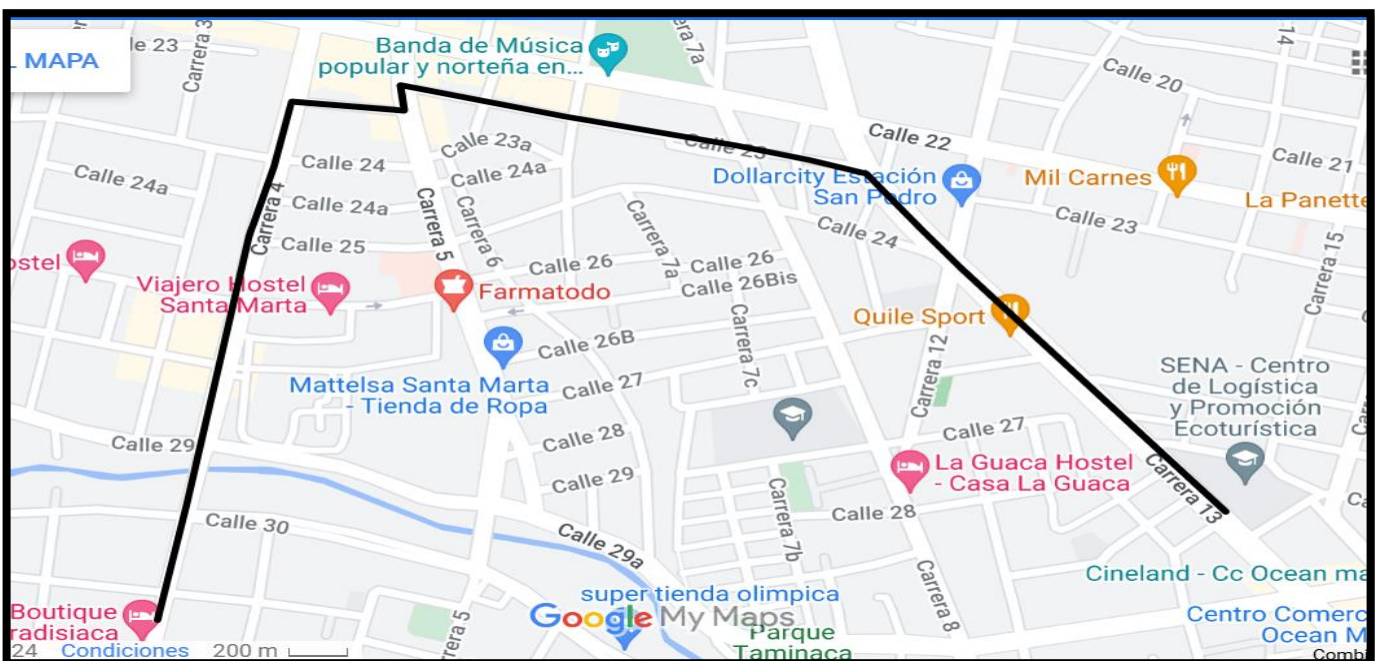 MAPA
Carrera 3
Banda de Música
popular y norteña en...
Calle 20
Calle 22
Calle 21
Calle 23a
Calle 24
Calle 24a
Calle 24a
Dollarcity Estación
San Pedro
Mil Carnes
La Panette
Calle 24a
Calle 23
Carrera 4
Carrera 5
Carrera 6
Carrera 7a
Calle 24
Carrera 15
Calle 25
Calle 26
Calle 26
Calle 26Bis
Viajero Hostel
Santa Marta
Farmatodo
Quile Sport
Calle 26B
Carrera 7c
Carrera 12
SENA - Centro
de Logística
y Promoción
Ecoturística
Mattelsa Santa Marta
- Tienda de Ropa
Calle 27
Calle 27
Calle 28
Calle 29
La Guaca Hostel
- Casa La Guaca
Calle 29
Carrera 13
Calle 28
Calle 30
Calle 29a
Carrera 7b
Carrera 8
Cineland - Cc Ocean ma
super tienda olimpica
Boutique
radisiaca
Carrera 5
Google My Maps
Parque
Taminaca
Centro Comerc
Ocean M
24 Condiciones 200 m
Combi